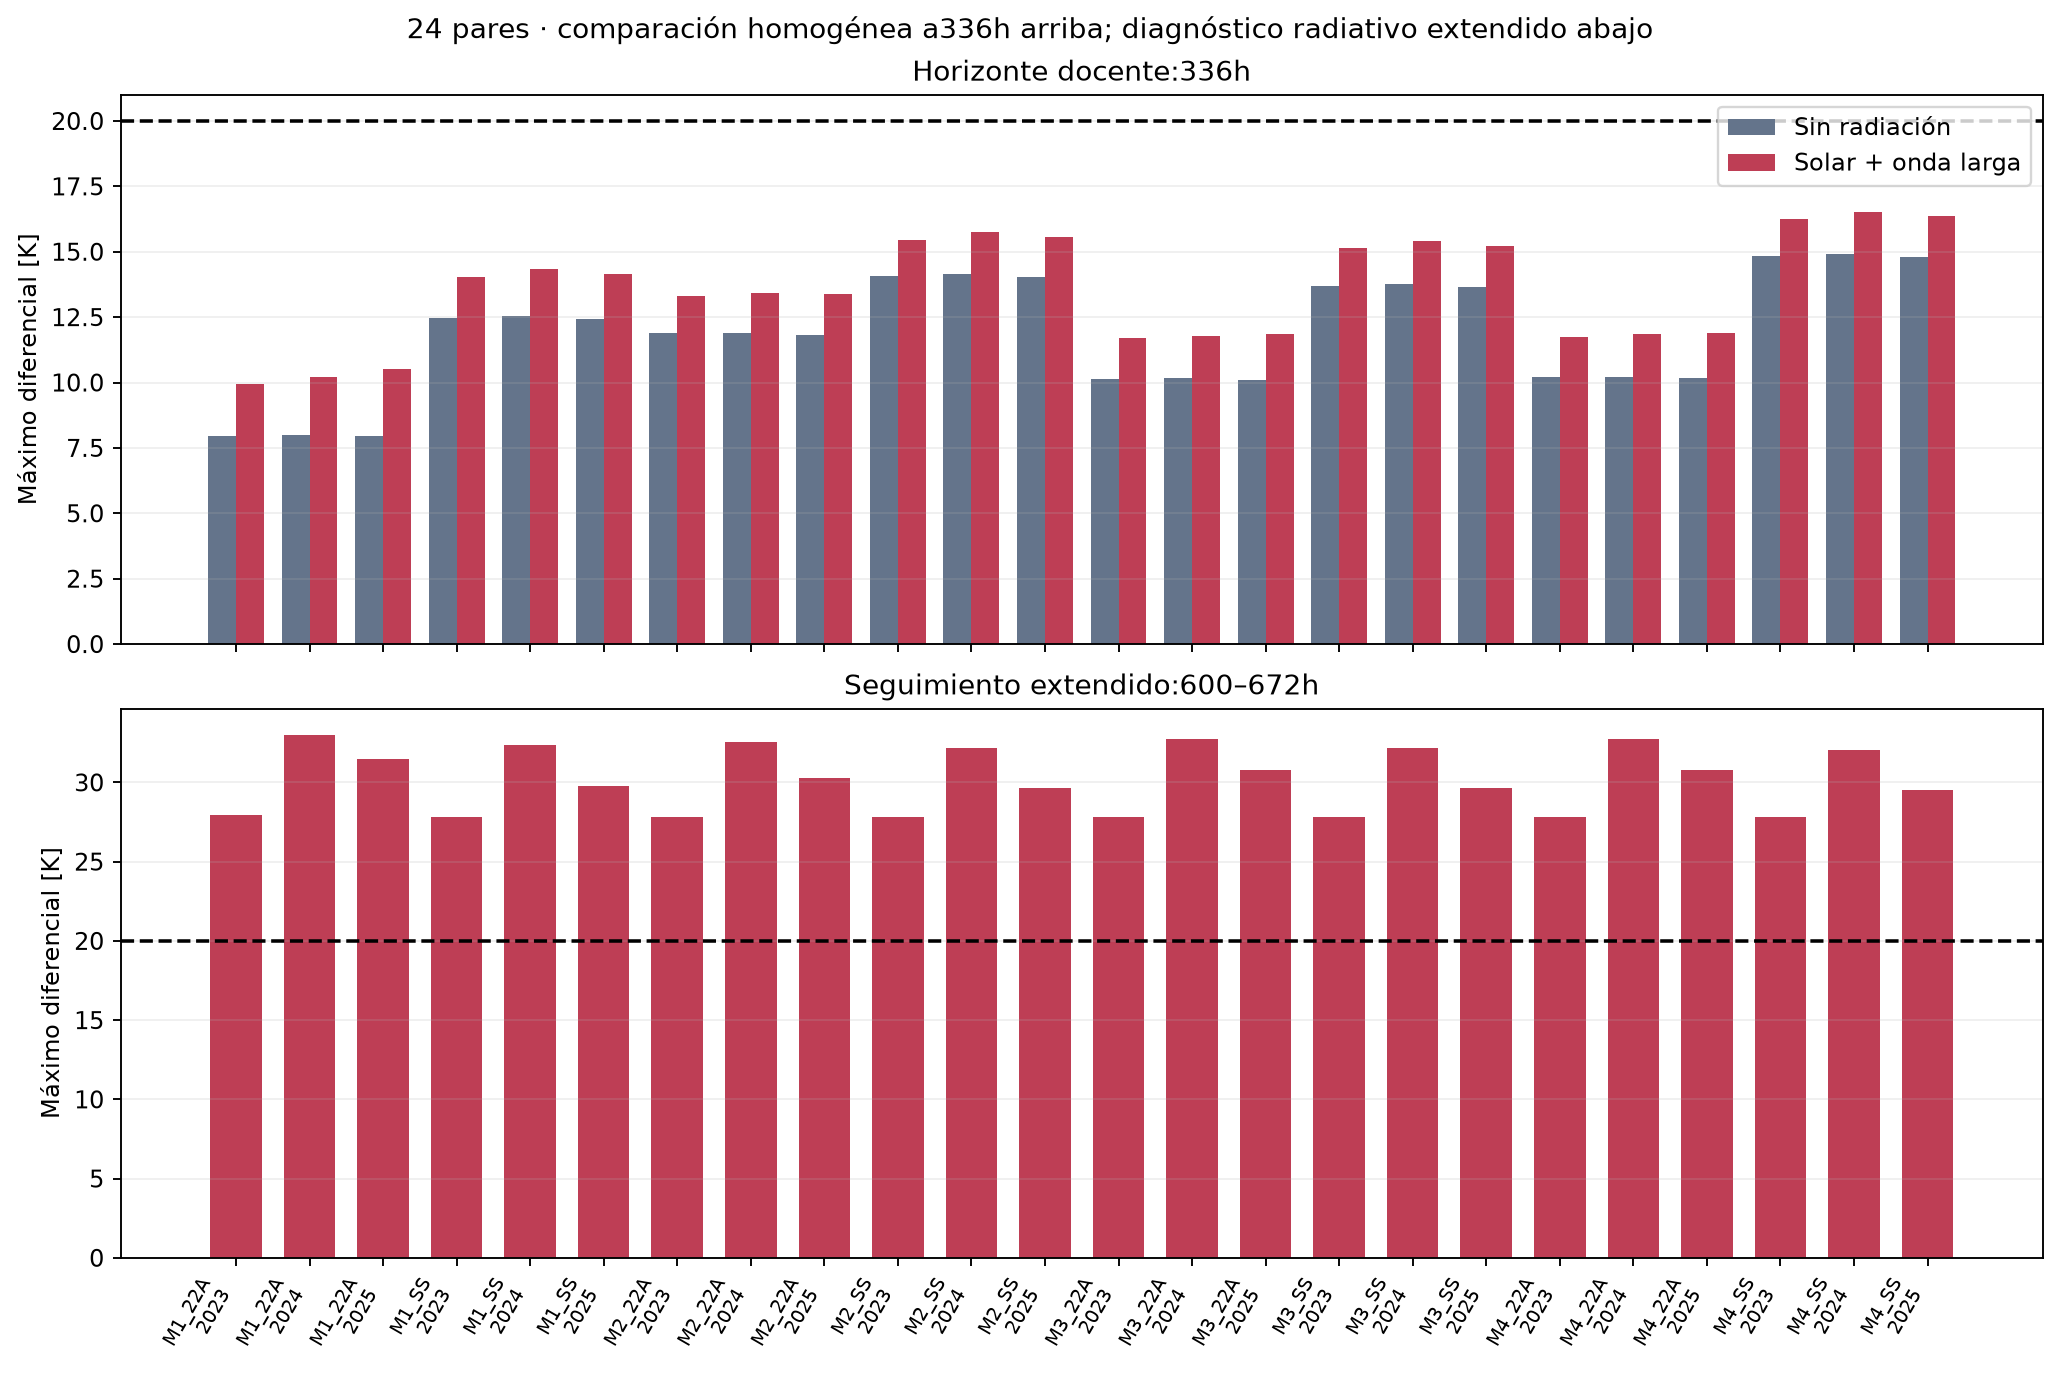 24 pares · comparación homogénea a336h arriba; diagnóstico radiativo extendido abajo
Horizonte docente:336h
Máximo diferencial [K]
20.0
17.5
15.0
12.5
10.0
7.5
5.0
2.5
0.0
Sin radiación
Solar + onda larga
Seguimiento extendido:600–672h
Máximo diferencial [K]
30
25
20
15
10
5
0
M1_22A
2023
M1_22A
2024
M1_22A
2025
M1_SS
2023
M1_SS
2024
M1_SS
2025
M2_22A
2023
M2_22A
2024
M2_22A
2025
M2_SS
2023
M2_SS
2024
M2_SS
2025
M3_22A
2023
M3_22A
2024
M3_22A
2025
M3_SS
2023
M3_SS
2024
M3_SS
2025
M4_22A
2023
M4_22A
2024
M4_22A
2025
M4_SS
2023
M4_SS
2024
M4_SS
2025